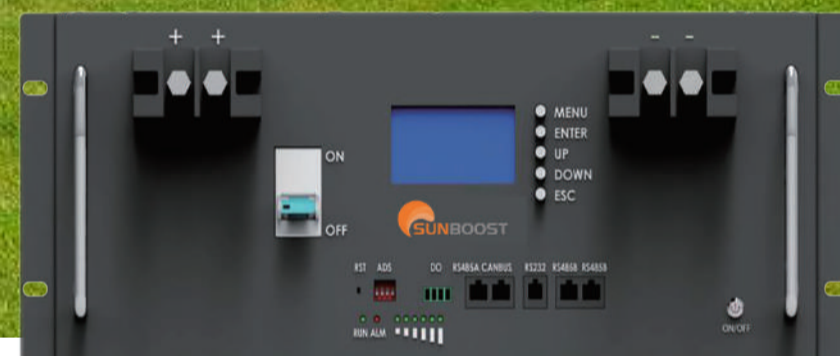 + +
- -
MENU
ENTER
UP
DOWN
ESC
ON
OFF
SUNBOOST
RST ADS DO RS485A CANBUS RS232 RS485B RS485B
RUN ALM
ON/OFF